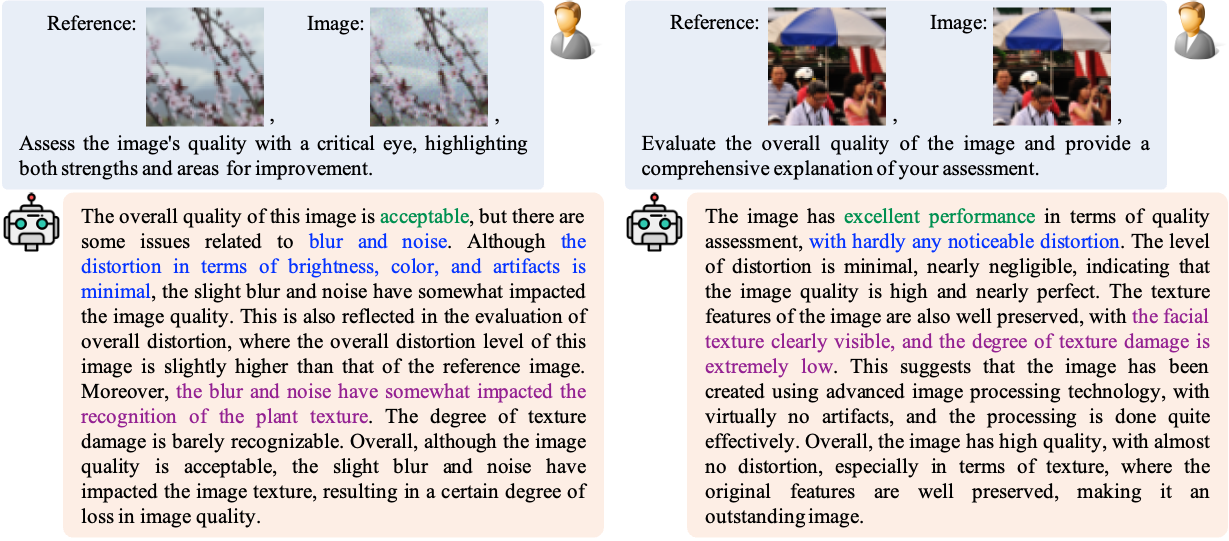 Reference:
Image:
,
,
Assess the image's quality with a critical eye, highlighting
both strengths and areas for improvement.
The overall quality of this image is acceptable, but there are
some issues related to blur and noise. Although the
distortion in terms of brightness, color, and artifacts is
minimal, the slight blur and noise have somewhat impacted
the image quality. This is also reflected in the evaluation of
overall distortion, where the overall distortion level of this
image is slightly higher than that of the reference image.
Moreover, the blur and noise have somewhat impacted the
recognition of the plant texture. The degree of texture
damage is barely recognizable. Overall, although the image
quality is acceptable, the slight blur and noise have
impacted the image texture, resulting in a certain degree of
loss in image quality.
Reference:
Image:
,
,
Evaluate the overall quality of the image and provide a
comprehensive explanation of your assessment.
The image has excellent performance in terms of quality
assessment, with hardly any noticeable distortion. The level
of distortion is minimal, nearly negligible, indicating that
the image quality is high and nearly perfect. The texture
features of the image are also well preserved, with the facial
texture clearly visible, and the degree of texture damage is
extremely low. This suggests that the image has been
created using advanced image processing technology, with
virtually no artifacts, and the processing is done quite
effectively. Overall, the image has high quality, with almost
no distortion, especially in terms of texture, where the
original features are well preserved, making it an
outstanding image.